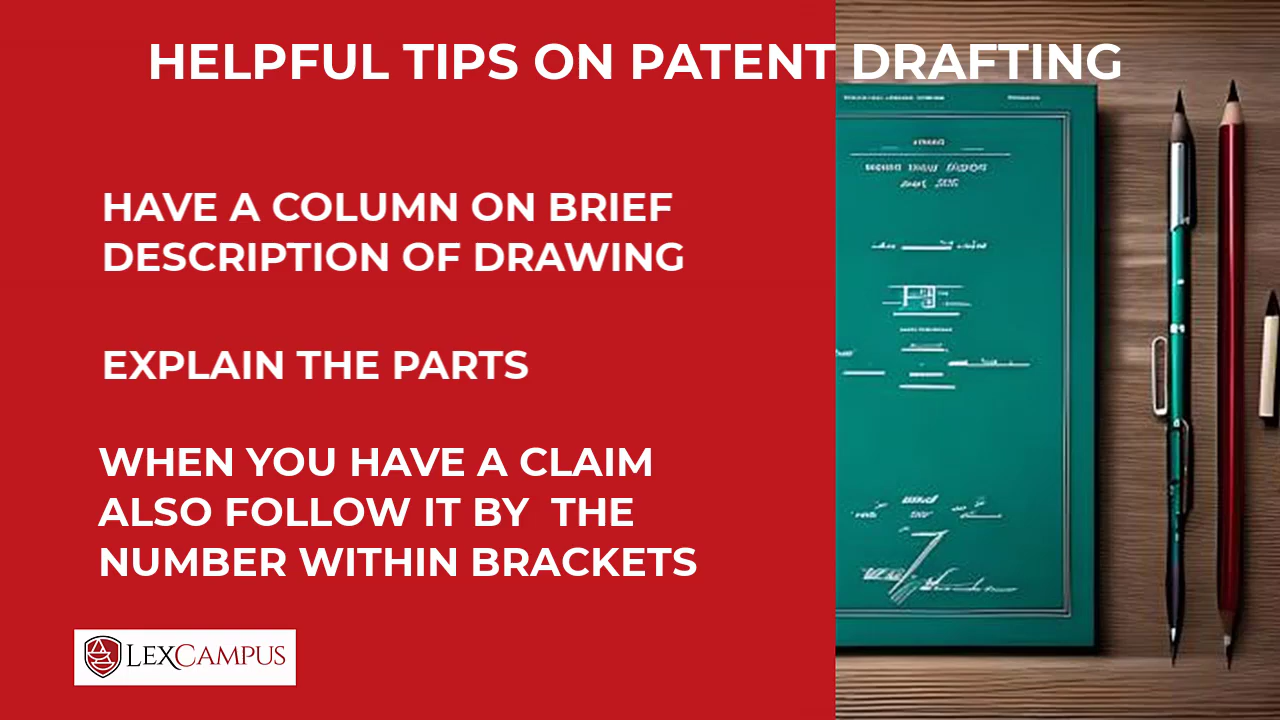 HELPFUL TIPS ON PATENT DRAFTING
HAVE A COLUMN ON BRIEF
DESCRIPTION OF DRAWING
EXPLAIN THE PARTS
WHEN YOU HAVE A CLAIM
ALSO FOLLOW IT BY THE
NUMBER WITHIN BRACKETS
LEXCAMPUS